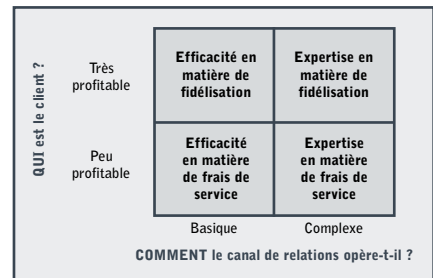 QUI est le client ?
Très
profitable
Efficacité en
matière de
fidélisation
Expertise en
matière de
fidélisation
Peu
profitable
Efficacité
en matière
de frais de
service
Expertise
en matière
de frais de
service
Basique
Complexe
COMMENT le canal de relations opère-t-il ?